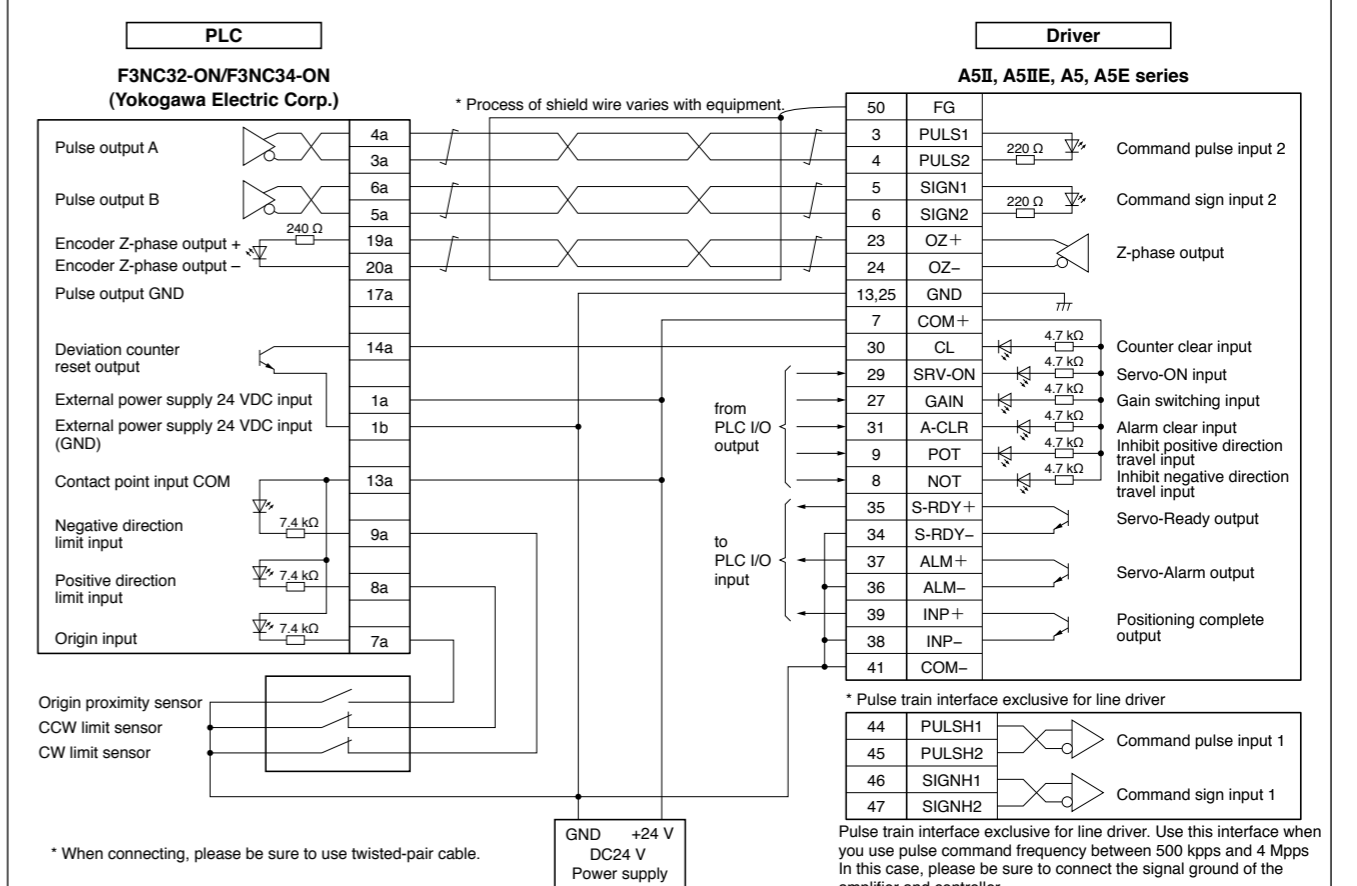 PLC
Driver
F3NC32-ON/F3NC34-ON
(Yokogawa Electric Corp.)
A5II, A5IIE, A5, A5E series
* Process of shield wire varies with equipment.
Pulse output A
4a
3a
Pulse output B
6a
5a
240 Ω
Encoder Z-phase output +
19a
Encoder Z-phase output –
20a
Pulse output GND
17a
Deviation counter
reset output
14a
External power supply 24 VDC input
1a
External power supply 24 VDC input
(GND)
1b
Contact point input COM
13a
Negative direction
limit input
7.4 kΩ
9a
Positive direction
limit input
7.4 kΩ
8a
Origin input
7.4 kΩ
7a
Origin proximity sensor
CCW limit sensor
CW limit sensor
* When connecting, please be sure to use twisted-pair cable.
GND +24 V
DC24 V
Power supply
from
PLC I/O
output
to
PLC I/O
input
50 FG
3 PULS1
4 PULS2
220 Ω
Command pulse input 2
5 SIGN1
6 SIGN2
220 Ω
Command sign input 2
23 OZ+
24 OZ–
Z-phase output
13,25 GND
7 COM+
30 CL
4.7 kΩ
Counter clear input
29 SRV-ON
4.7 kΩ
Servo-ON input
27 GAIN
4.7 kΩ
Gain switching input
31 A-CLR
4.7 kΩ
Alarm clear input
9 POT
4.7 kΩ
Inhibit positive direction
travel input
8 NOT
4.7 kΩ
Inhibit negative direction
travel input
35 S-RDY+
34 S-RDY–
Servo-Ready output
37 ALM+
36 ALM–
Servo-Alarm output
39 INP+
38 INP–
Positioning complete
output
41 COM–
* Pulse train interface exclusive for line driver
44 PULSH1
45 PULSH2
Command pulse input 1
46 SIGNH1
47 SIGNH2
Command sign input 1
Pulse train interface exclusive for line driver. Use this interface when
you use pulse command frequency between 500 kpps and 4 Mpps
In this case, please be sure to connect the signal ground of the
amplifier and controller